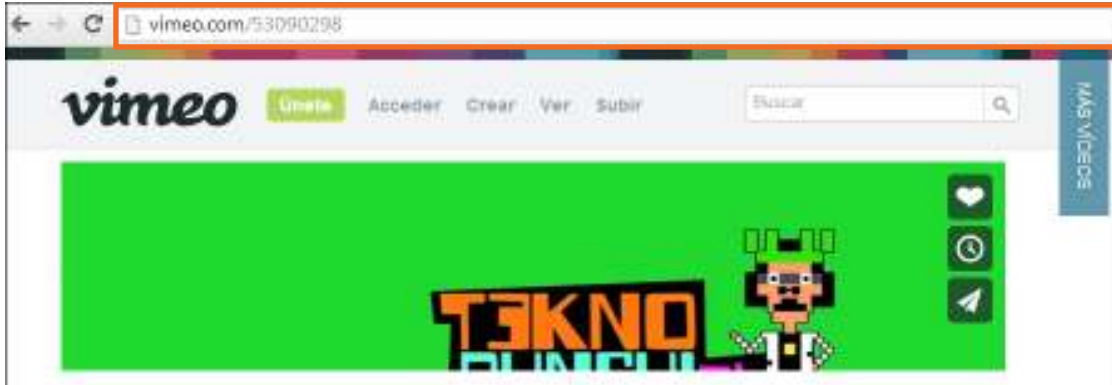 vimeo.com/53090298
vimeo Únete Acceder Crear Ver Subir Buscar
MÁS VÍDEOS
T3KNO